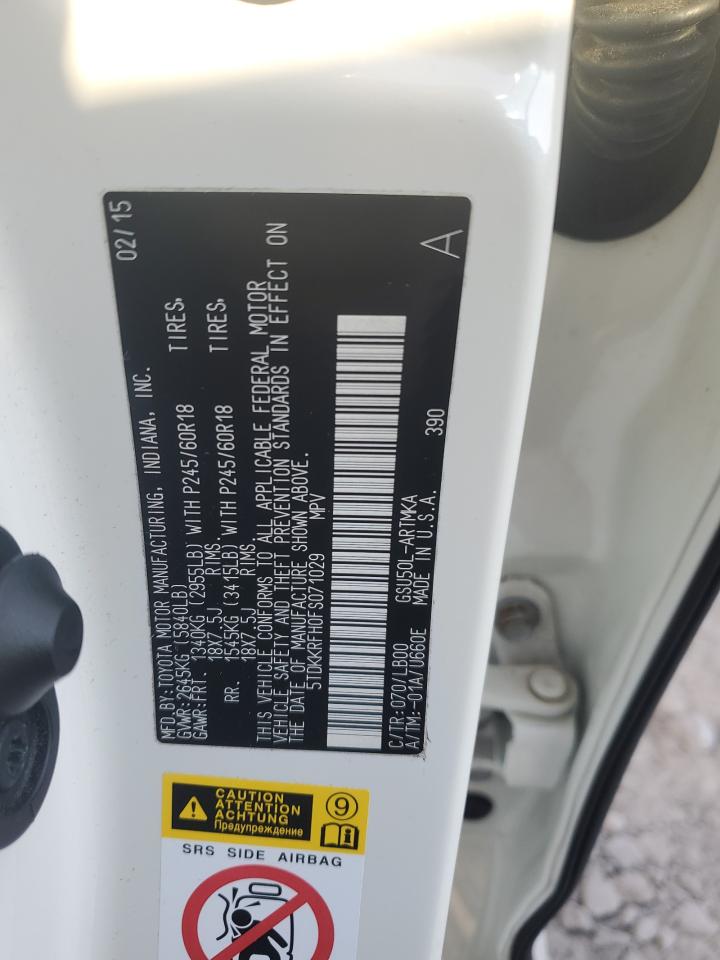 MFD.BY:TOYOTA MOTOR MANUFACTURING, INDIANA, INC. 02/15
GVWR:2645KG (5840LB)
GAWR:FRT. 1340KG (2955LB) WITH P245/60R18 TIRES,
18X7.5J RIMS.
RR. 1545KG (3415LB) WITH P245/60R18 TIRES,
18X7.5J RIMS.
THIS VEHICLE CONFORMS TO ALL APPLICABLE FEDERAL MOTOR
VEHICLE SAFETY AND THEFT PREVENTION STANDARDS IN EFFECT ON
THE DATE OF MANUFACTURE SHOWN ABOVE.
5TDKKRFH0FS071029 MPV
C/TR:070/LB00 GSU50L-ARTMKA 390
A/TM:-01A/U660E MADE IN U.S.A. A
CAUTION
ATTENTION
ACHTUNG
Предупреждение
9
SRS SIDE AIRBAG